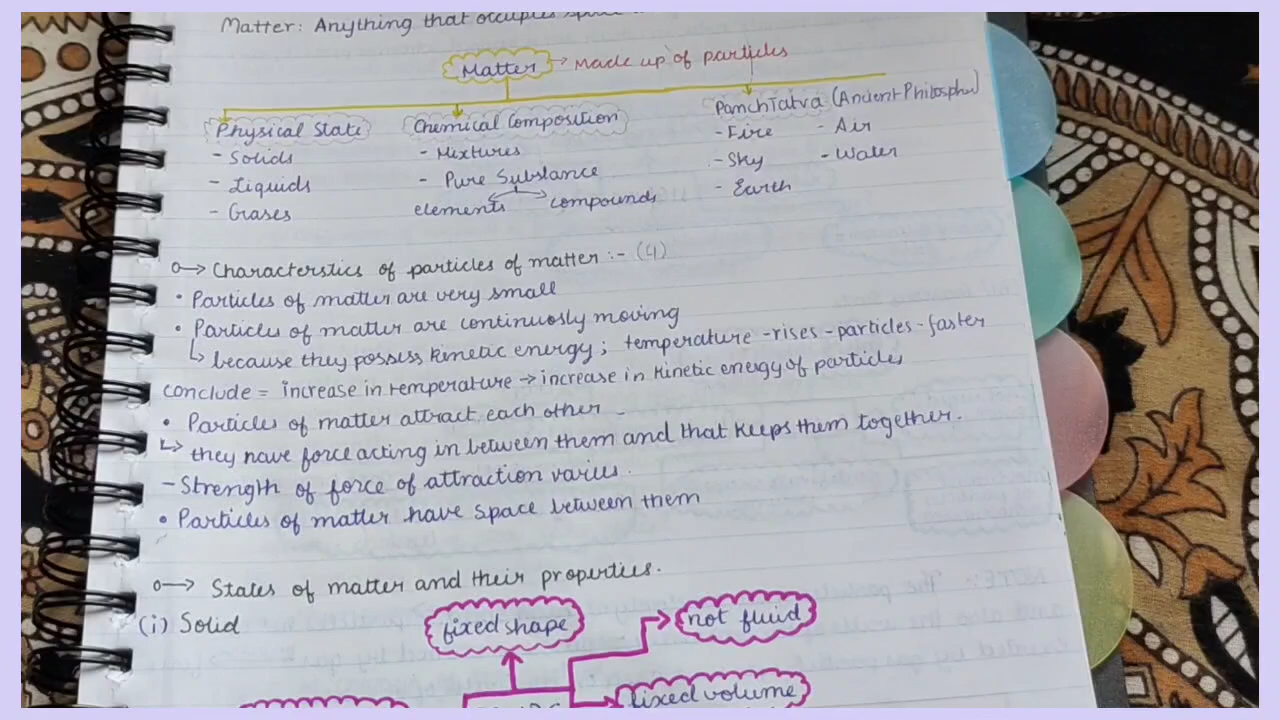 Matter: Anything that occupies space
Matter → made up of particles
Physical State
- Solids
- Liquids
- Gases
Chemical Composition
- Mixtures
- Pure Substance
elements compounds
PanchTatva (Ancient Philosopher)
- Fire - Air
- Sky - Water
- Earth
o→ Characterstics of particles of matter :- (4)
• Particles of matter are very small
• Particles of matter are continuosly moving
↳ because they possess kinetic energy; temperature - rises - particles - faster
conclude = increase in temperature → increase in kinetic energy of particles
• Particles of matter attract each other
↳ they have force acting in between them and that keeps them together.
- Strength of force of attraction varies.
• Particles of matter have space between them
o→ States of matter and their properties.
(i) Solid
fixed shape
not fluid
fixed volume